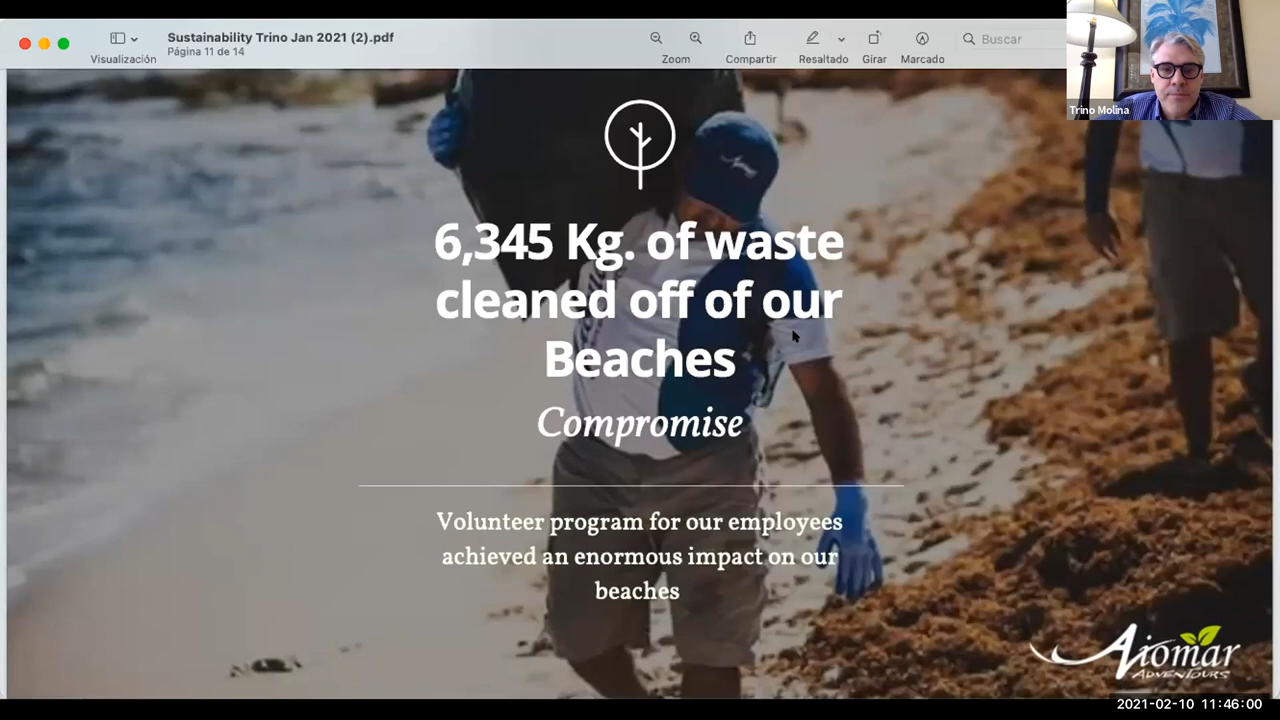 Sustainability Trino Jan 2021 (2).pdf
Página 11 de 14
Visualización
Zoom
Compartir
Resaltado
Girar
Marcado
Buscar
Trino Molina
6,345 Kg. of waste
cleaned off of our
Beaches
Compromise
Volunteer program for our employees
achieved an enormous impact on our
beaches
Aiomar
ADVENTOURS
2021-02-10 11:46:00